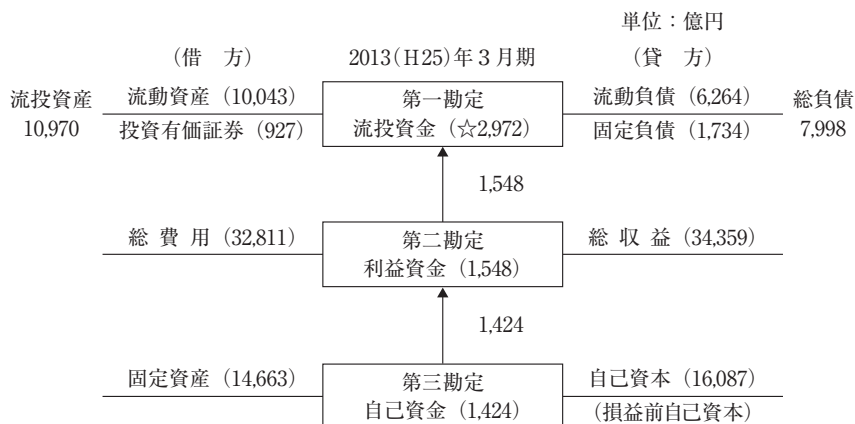 単位：億円
（借　方）　2013（H25）年３月期　（貸　方）
流投資産　流動資産（10,043）　第一勘定　流動負債（6,264）　総負債
10,970　投資有価証券（927）　流投資金（☆2,972）　固定負債（1,734）　7,998
1,548
総　費　用（32,811）　第二勘定　総　収　益（34,359）
利益資金（1,548）
1,424
固定資産（14,663）　第三勘定　自己資本（16,087）
自己資金（1,424）　（損益前自己資本）